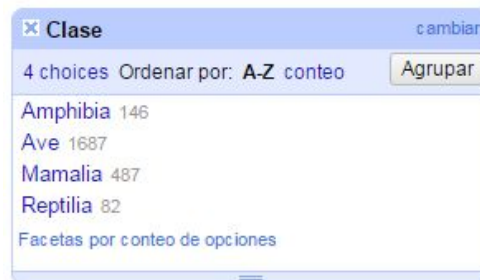 Clase cambiar
4 choices Ordenar por: A-Z conteo Agrupar
Amphibia 146
Ave 1687
Mamalia 487
Reptilia 82
Facetas por conteo de opciones